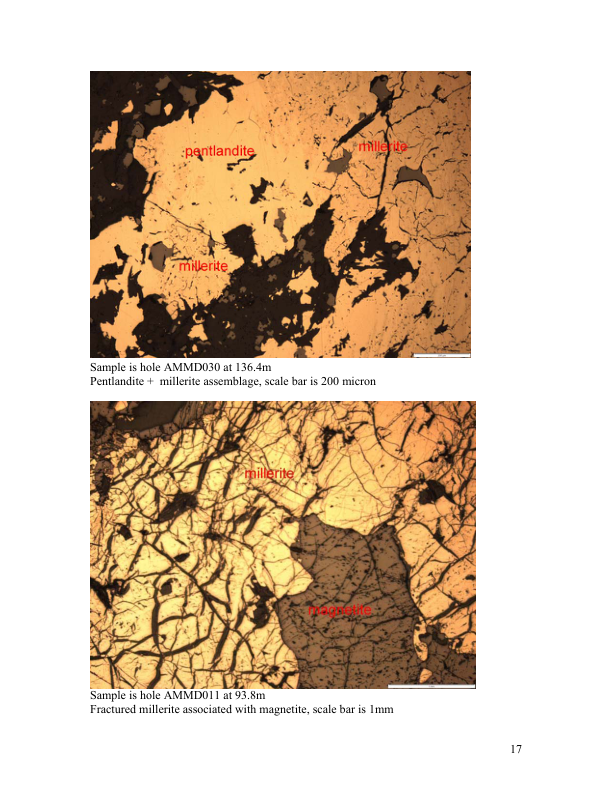 pentlandite
millerite
millerite
Sample is hole AMMD030 at 136.4m
Pentlandite +  millerite assemblage, scale bar is 200 micron
millerite
magnetite
Sample is hole AMMD011 at 93.8m
Fractured millerite associated with magnetite, scale bar is 1mm
17